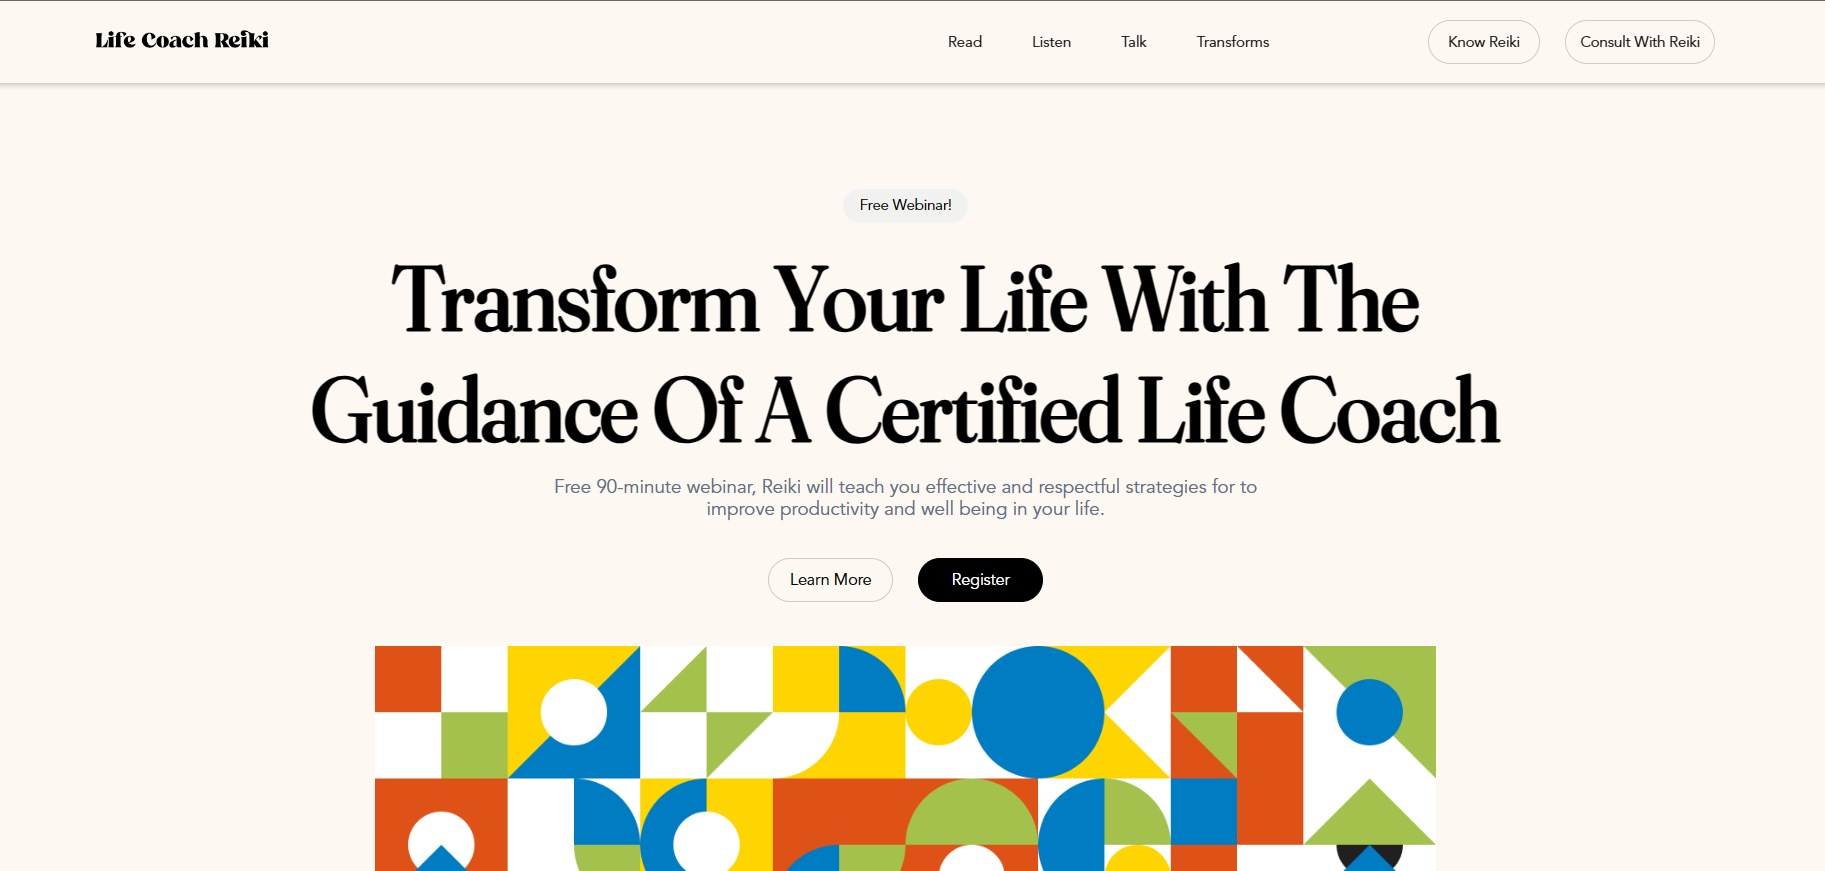 Life Coach Reiki
Read
Listen
Talk
Transforms
Know Reiki
Consult With Reiki
Free Webinar!
Transform Your Life With The
Guidance Of A Certified Life Coach
Free 90-minute webinar, Reiki will teach you effective and respectful strategies for to
improve productivity and well being in your life.
Learn More
Register